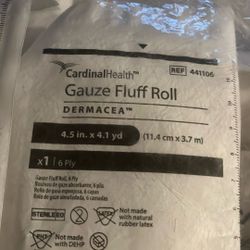 CardinalHealth™
REF 441106
Gauze Fluff Roll
DERMACEA™
4.5 in. x 4.1 yd (11.4 cm x 3.7 m)
x1 6 Ply
Gauze Fluff Roll, 6 Ply
STERILE EO
2
Not made with
natural
rubber latex
Not made
with DEHP